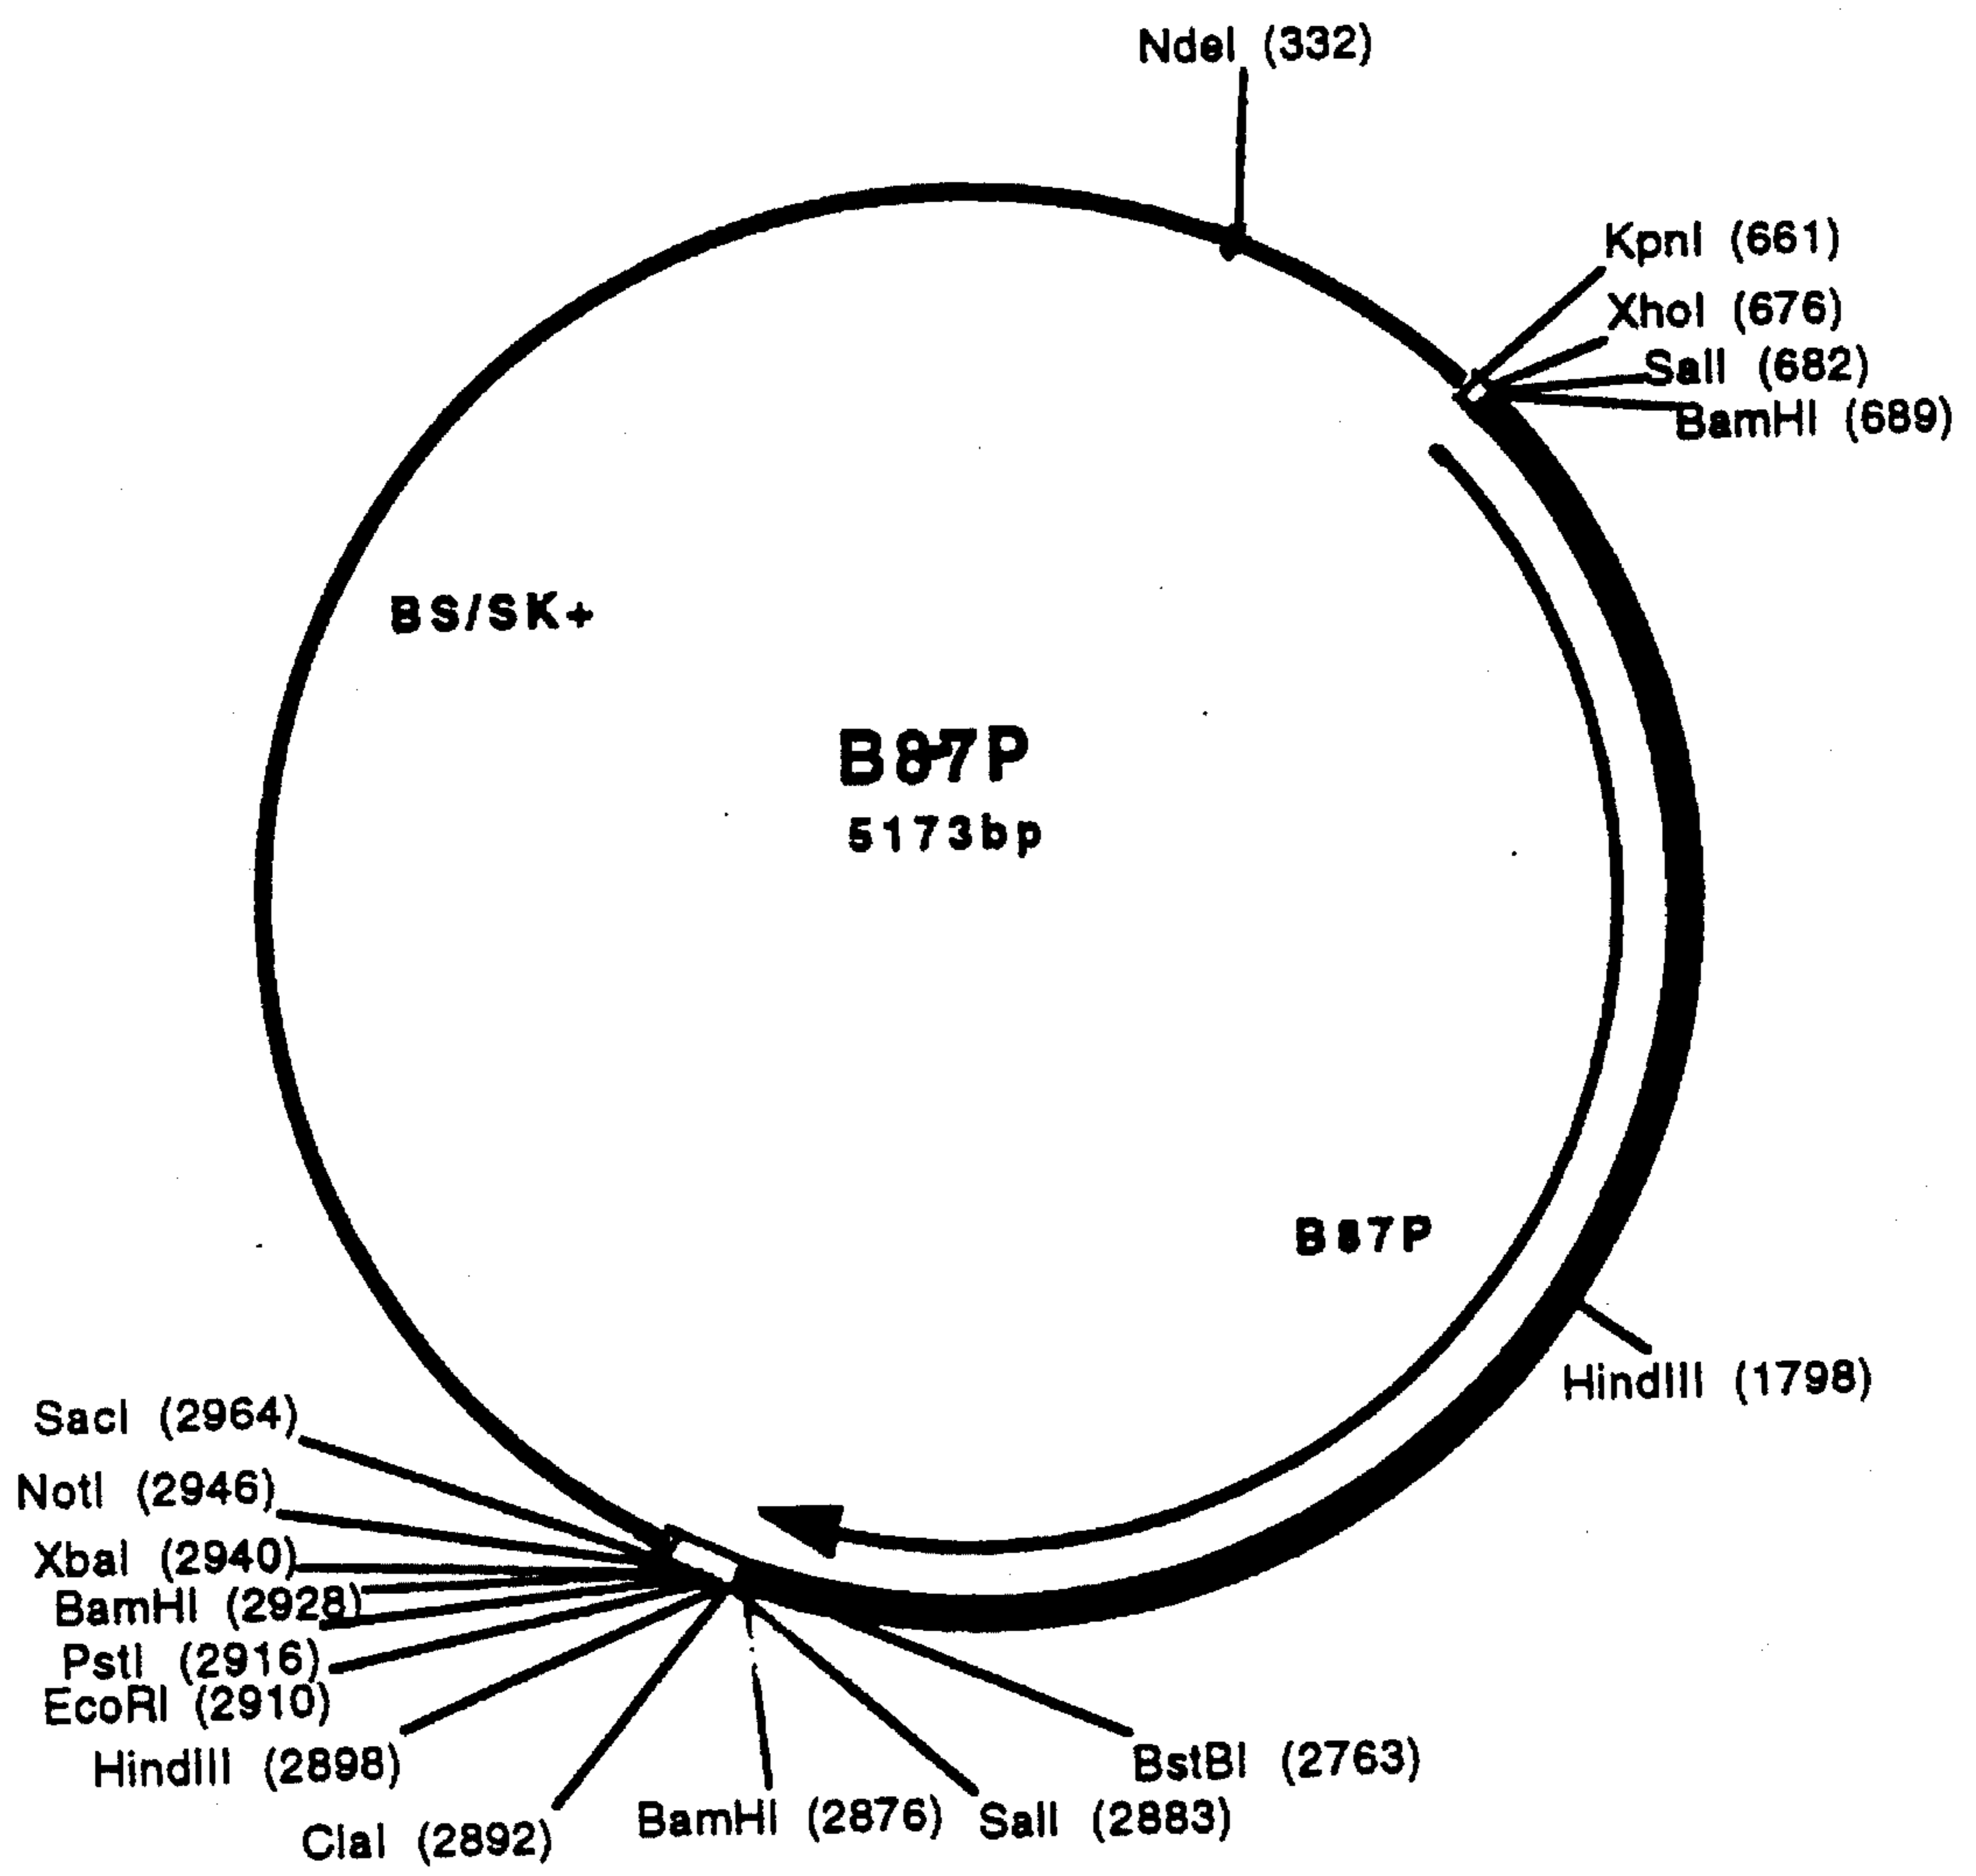 NdeI (332)
KpnI (661)
XhoI (676)
SalI (682)
BamHI (689)
BS/SK+
B87P
5173bp
B87P
HindIII (1798)
SacI (2964)
NotI (2946)
XbaI (2940)
BamHI (2928)
PstI (2916)
EcoRI (2910)
HindIII (2898)
ClaI (2892)
BamHI (2876)
SalI (2883)
BstBI (2763)